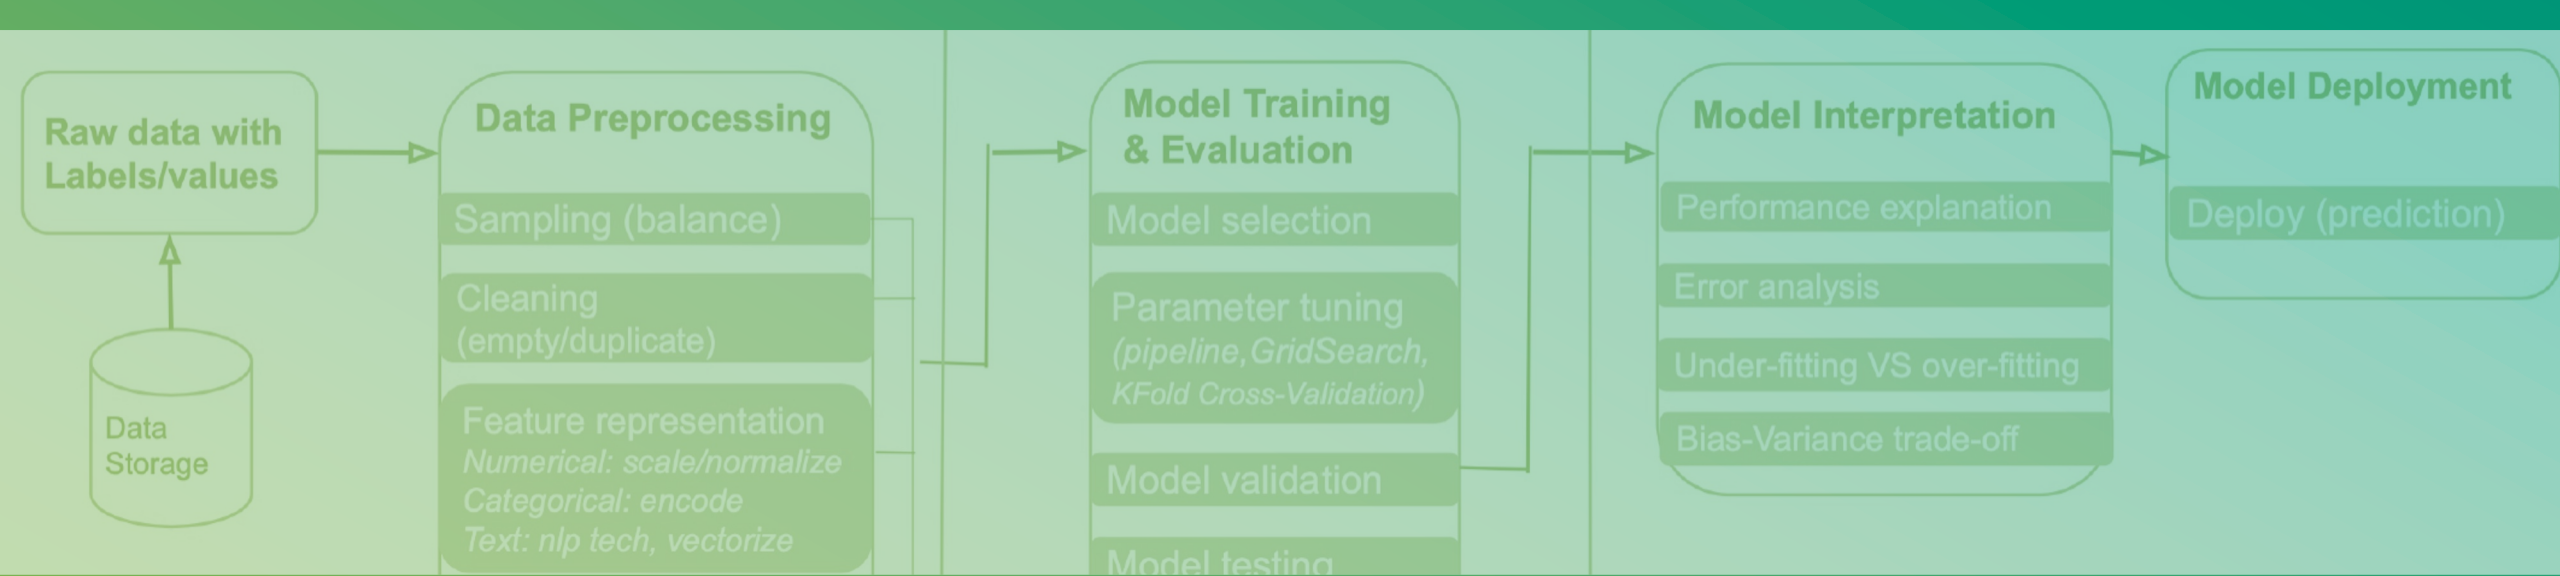 Raw data with
Labels/values
Data
Storage
Data Preprocessing
Sampling (balance)
Cleaning
(empty/duplicate)
Feature representation
Numerical: scale/normalize
Categorical: encode
Text: nlp tech, vectorize
Model Training
& Evaluation
Model selection
Parameter tuning
(pipeline, GridSearch,
KFold Cross-Validation)
Model validation
Model testing
Model Interpretation
Performance explanation
Error analysis
Under-fitting VS over-fitting
Bias-Variance trade-off
Model Deployment
Deploy (prediction)